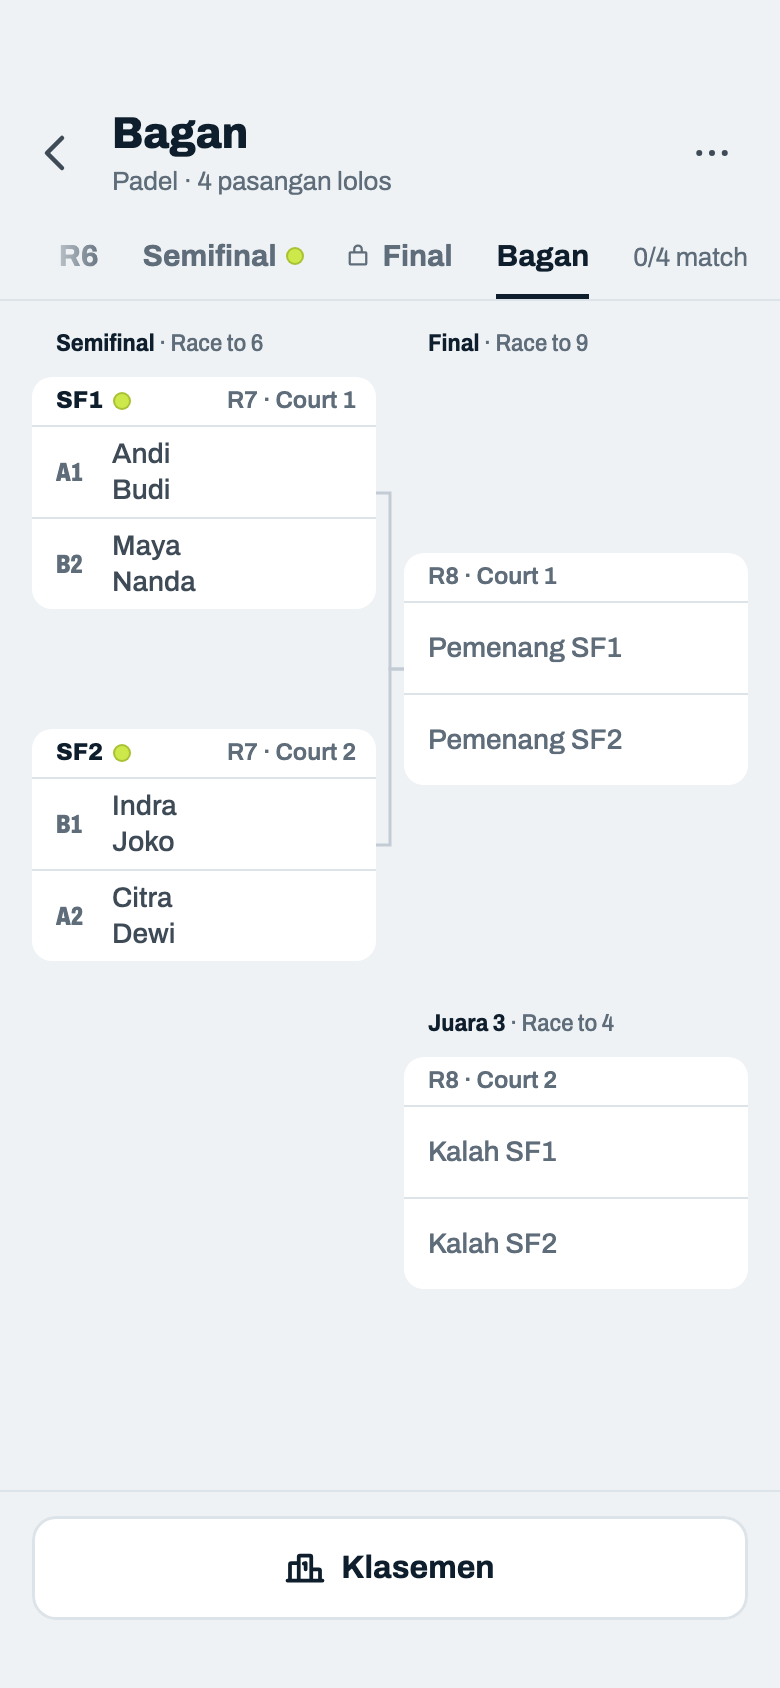 Bagan
Padel · 4 pasangan lolos
R6
Semifinal
Final
Bagan
0/4 match
Semifinal · Race to 6
Final · Race to 9
SF1
R7 · Court 1
A1
Andi
Budi
B2
Maya
Nanda
R8 · Court 1
Pemenang SF1
Pemenang SF2
SF2
R7 · Court 2
B1
Indra
Joko
A2
Citra
Dewi
Juara 3 · Race to 4
R8 · Court 2
Kalah SF1
Kalah SF2
Klasemen